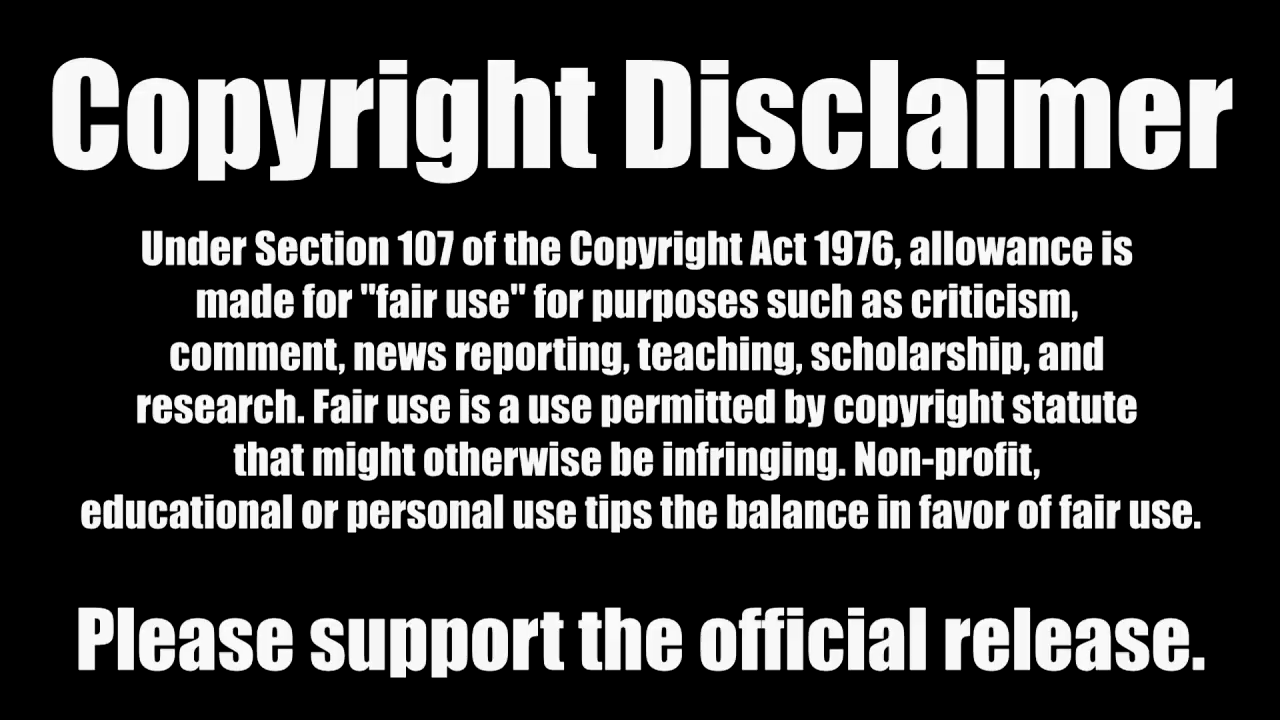 Copyright Disclaimer
Under Section 107 of the Copyright Act 1976, allowance is
made for "fair use" for purposes such as criticism,
comment, news reporting, teaching, scholarship, and
research. Fair use is a use permitted by copyright statute
that might otherwise be infringing. Non-profit,
educational or personal use tips the balance in favor of fair use.
Please support the official release.